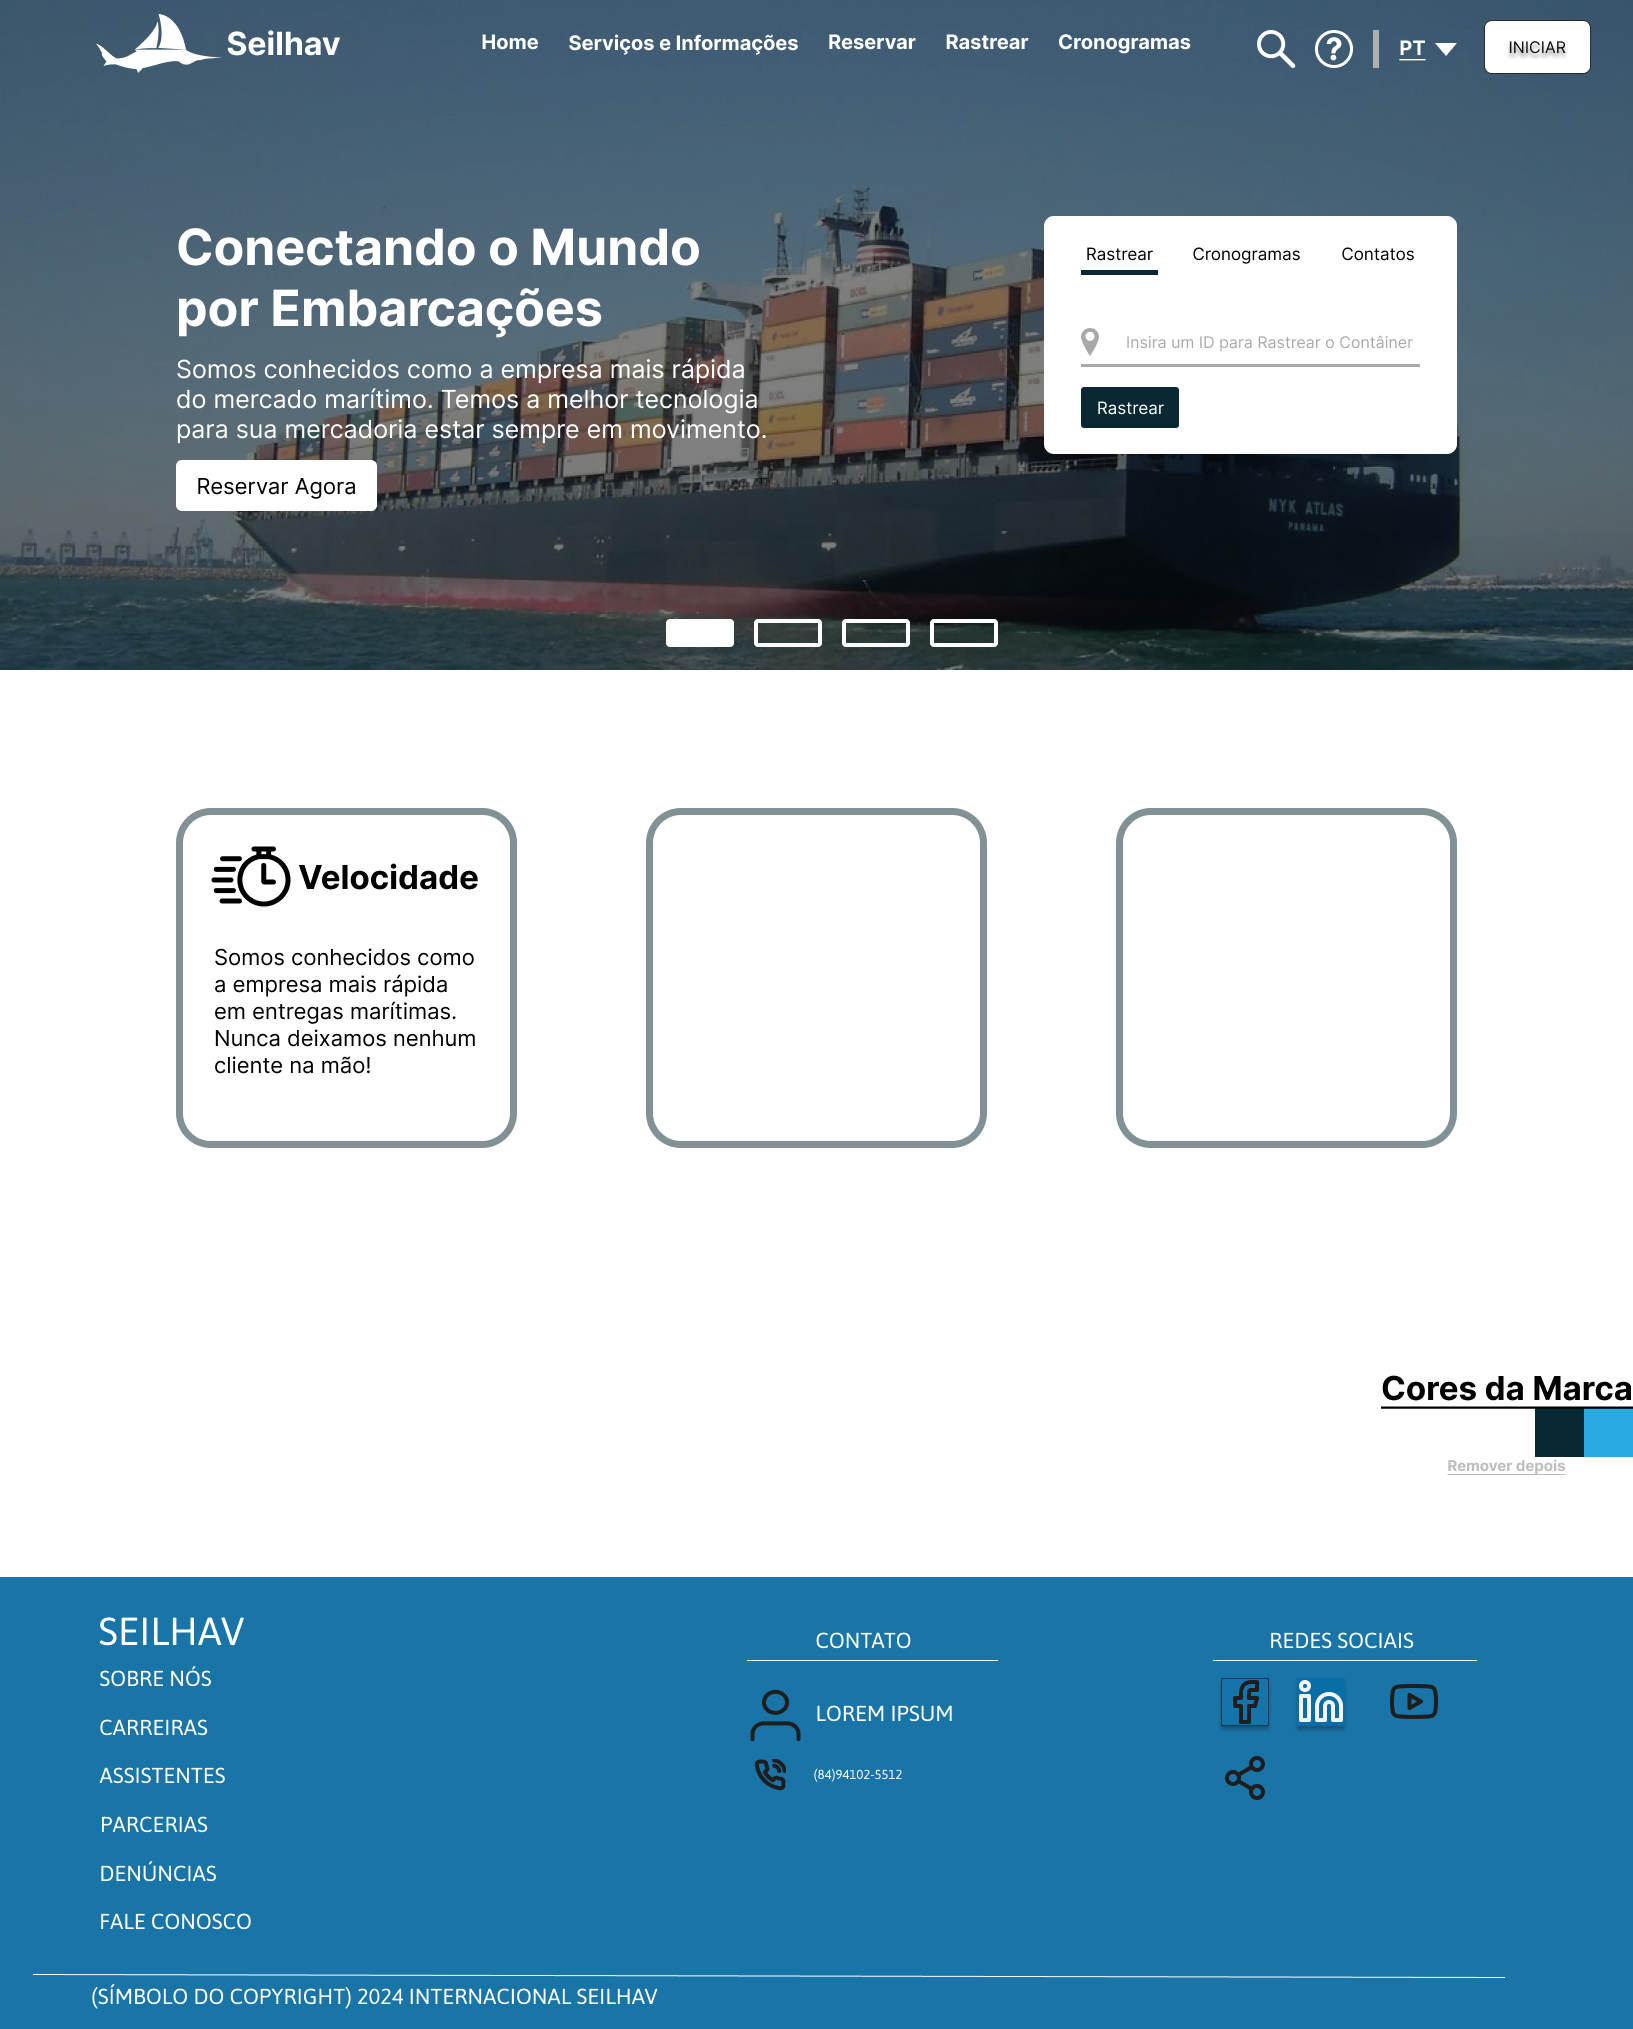 Seilhav
Home
Serviços e Informações
Reservar
Rastrear
Cronogramas
PT
INICIAR
Conectando o Mundo
por Embarcações
Somos conhecidos como a empresa mais rápida
do mercado marítimo. Temos a melhor tecnologia
para sua mercadoria estar sempre em movimento.
Reservar Agora
Rastrear
Cronogramas
Contatos
Insira um ID para Rastrear o Contâiner
Rastrear
NYK ATLAS
PANAMA
Velocidade
Somos conhecidos como
a empresa mais rápida
em entregas marítimas.
Nunca deixamos nenhum
cliente na mão!
Cores da Marca
Remover depois
SEILHAV
SOBRE NÓS
CARREIRAS
ASSISTENTES
PARCERIAS
DENÚNCIAS
FALE CONOSCO
CONTATO
LOREM IPSUM
(84)94102-5512
REDES SOCIAIS
(SÍMBOLO DO COPYRIGHT) 2024 INTERNACIONAL SEILHAV